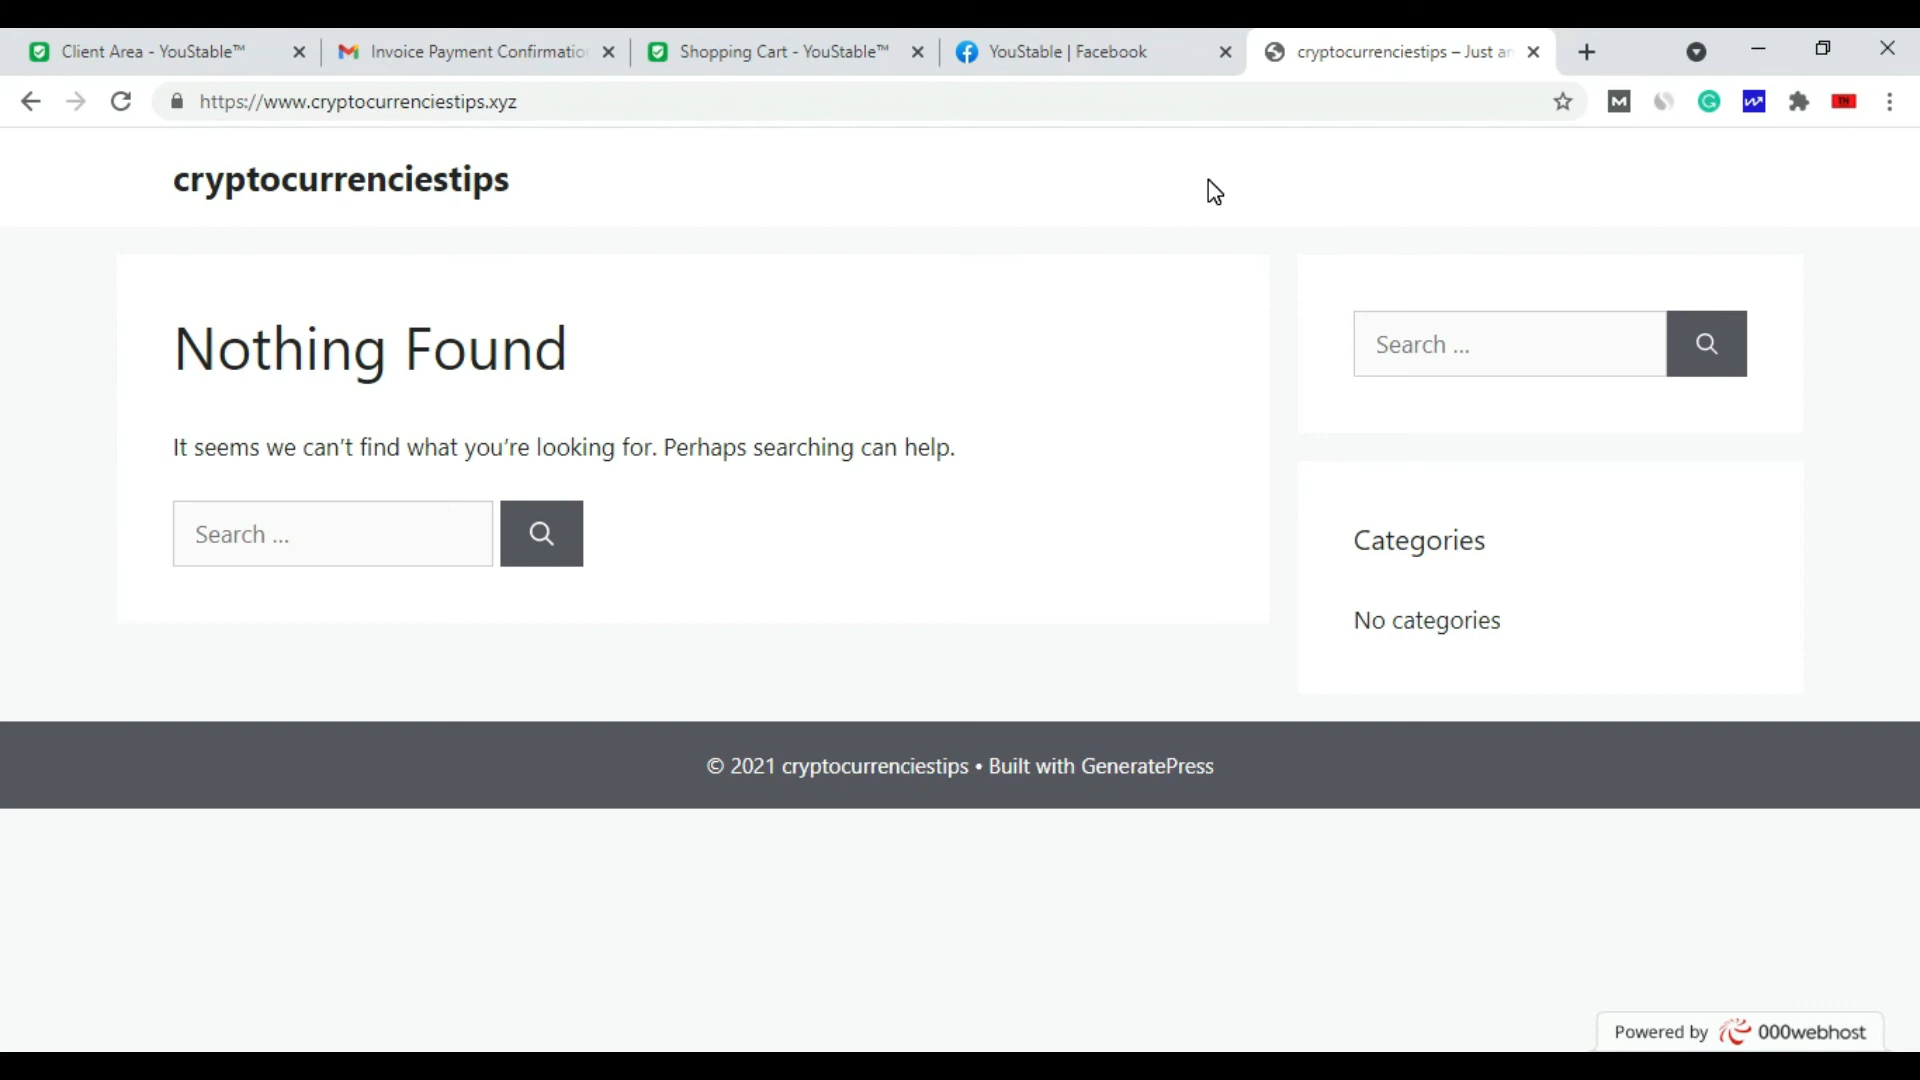 Client Area - YouStable™
Invoice Payment Confirmatio
Shopping Cart - YouStable™
YouStable | Facebook
cryptocurrenciestips – Just an
https://www.cryptocurrenciestips.xyz
M
G
TM
cryptocurrenciestips
Nothing Found
It seems we can't find what you're looking for. Perhaps searching can help.
Search ...
Search ...
Categories
No categories
© 2021 cryptocurrenciestips • Built with GeneratePress
Powered by 000webhost